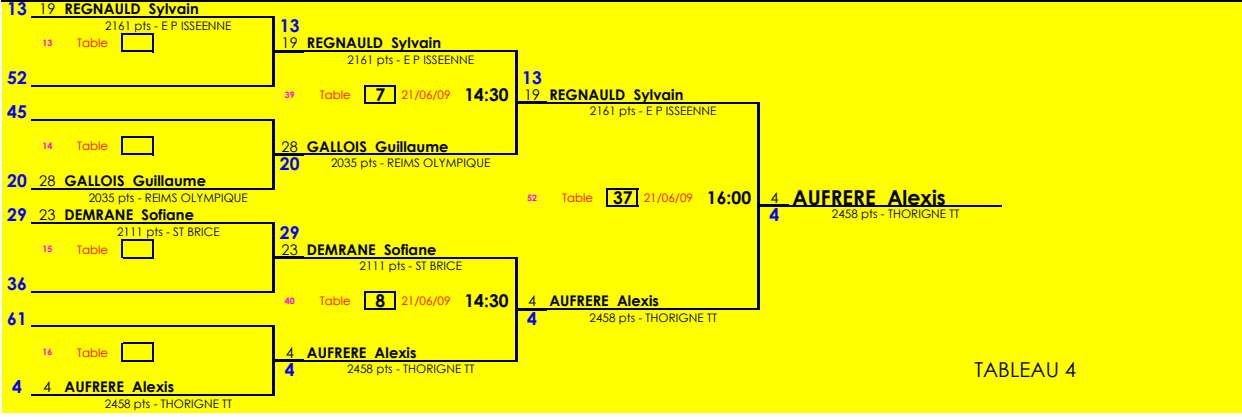 13 19 REGNAULD Sylvain
2161 pts - E P ISSEENNE
13 Table
52
45
14 Table
20 28 GALLOIS Guillaume
2035 pts - REIMS OLYMPIQUE
29 23 DEMRANE Sofiane
2111 pts - ST BRICE
15 Table
36
61
16 Table
4 4 AUFRERE Alexis
2458 pts - THORIGNE TT
13
19 REGNAULD Sylvain
2161 pts - E P ISSEENNE
39 Table 7 21/06/09 14:30
28 GALLOIS Guillaume
20 2035 pts - REIMS OLYMPIQUE
29
23 DEMRANE Sofiane
2111 pts - ST BRICE
40 Table 8 21/06/09 14:30
4 AUFRERE Alexis
4 2458 pts - THORIGNE TT
13
19 REGNAULD Sylvain
2161 pts - E P ISSEENNE
52 Table 37 21/06/09 16:00
4 AUFRERE Alexis
4 2458 pts - THORIGNE TT
4 AUFRERE Alexis
4 2458 pts - THORIGNE TT
TABLEAU 4